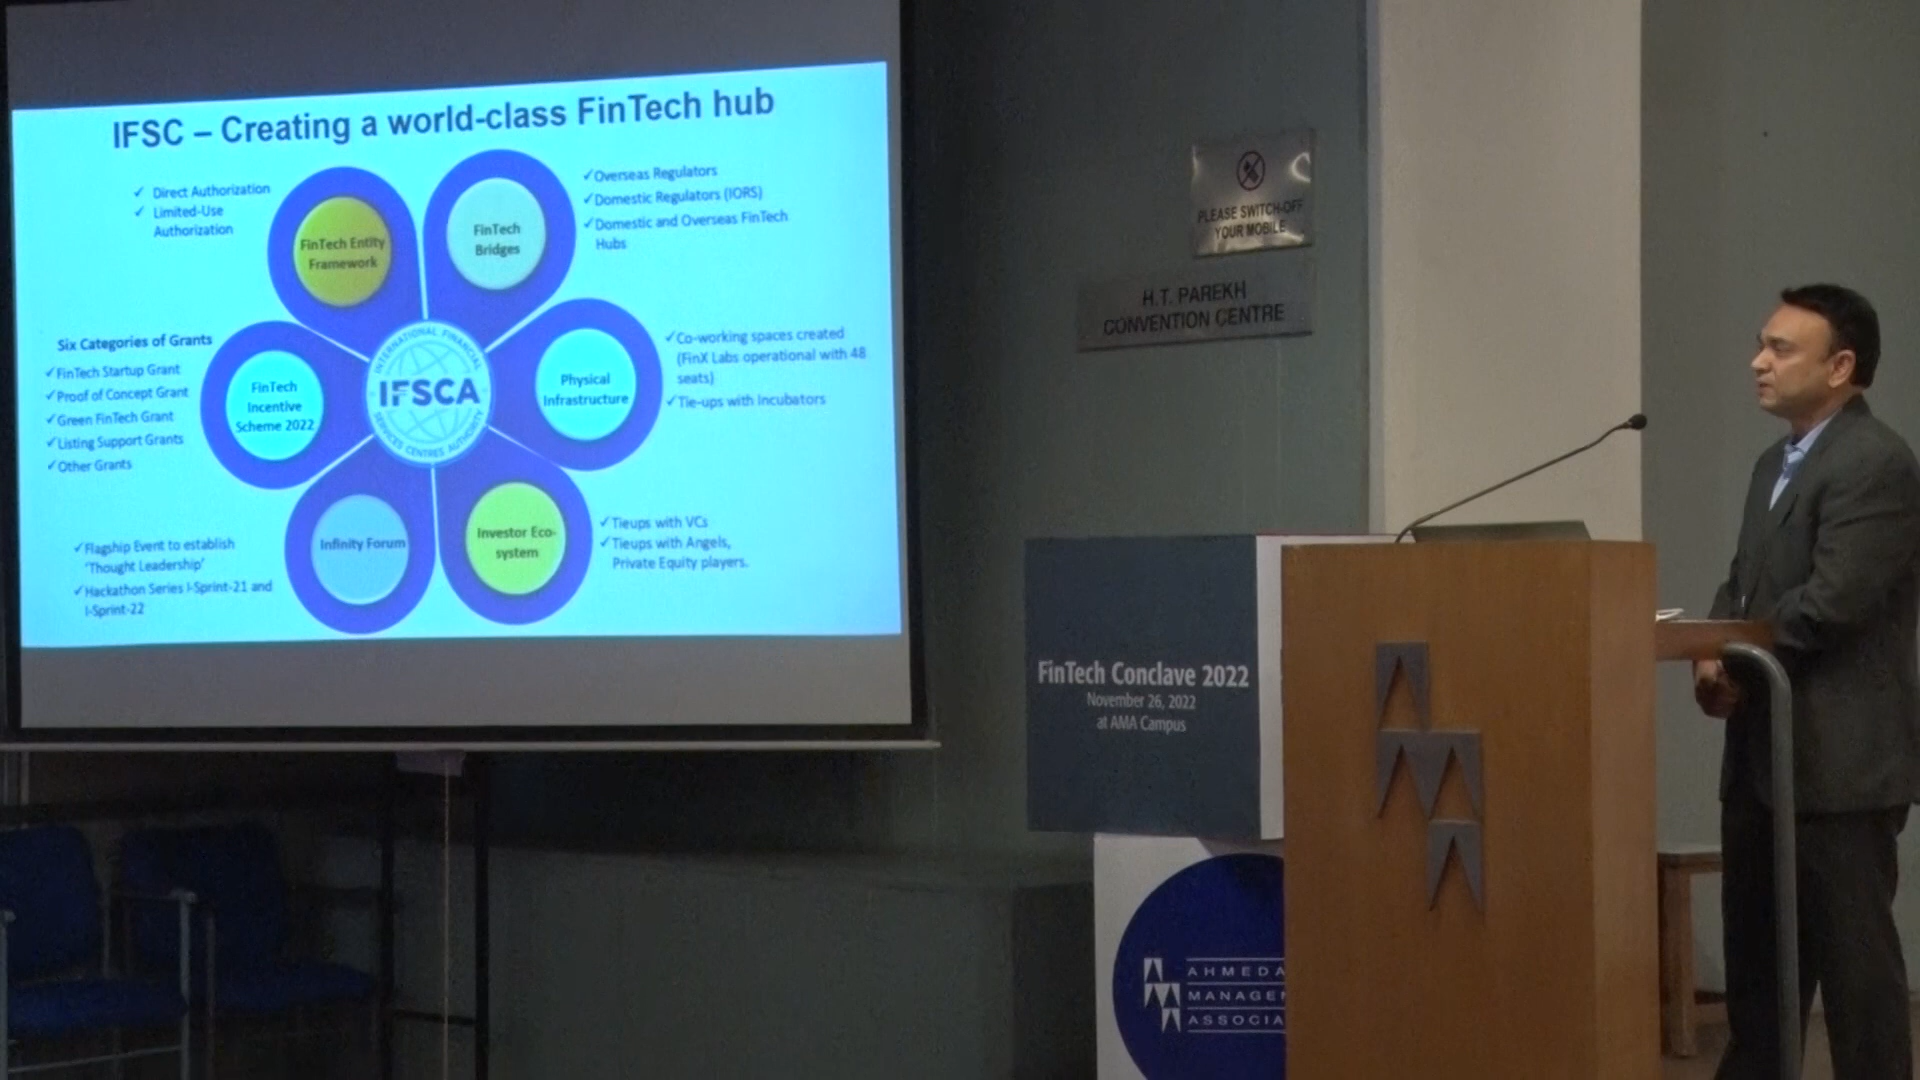 IFSC – Creating a world-class FinTech hub
✓ Direct Authorization
✓ Limited-Use
Authorization
FinTech Entity
Framework
FinTech
Bridges
✓Overseas Regulators
✓Domestic Regulators (IORS)
✓Domestic and Overseas FinTech
Hubs
Six Categories of Grants
✓FinTech Startup Grant
✓Proof of Concept Grant
✓Green FinTech Grant
✓Listing Support Grants
✓Other Grants
FinTech
Incentive
Scheme 2022
INTERNATIONAL FINANCIAL
IFSCA
SERVICES CENTRES AUTHORITY
Physical
Infrastructure
✓Co-working spaces created
(FinX Labs operational with 48
seats)
✓Tie-ups with Incubators
✓Flagship Event to establish
'Thought Leadership'
✓Hackathon Series I-Sprint-21 and
I-Sprint-22
Infinity Forum
Investor Eco-
system
✓Tieups with VCs
✓Tieups with Angels,
Private Equity players.
PLEASE SWITCH-OFF
YOUR MOBILE
H.T. PAREKH
CONVENTION CENTRE
FinTech Conclave 2022
November 26, 2022
at AMA Campus
AHMEDA
MANAGE
ASSOCIA